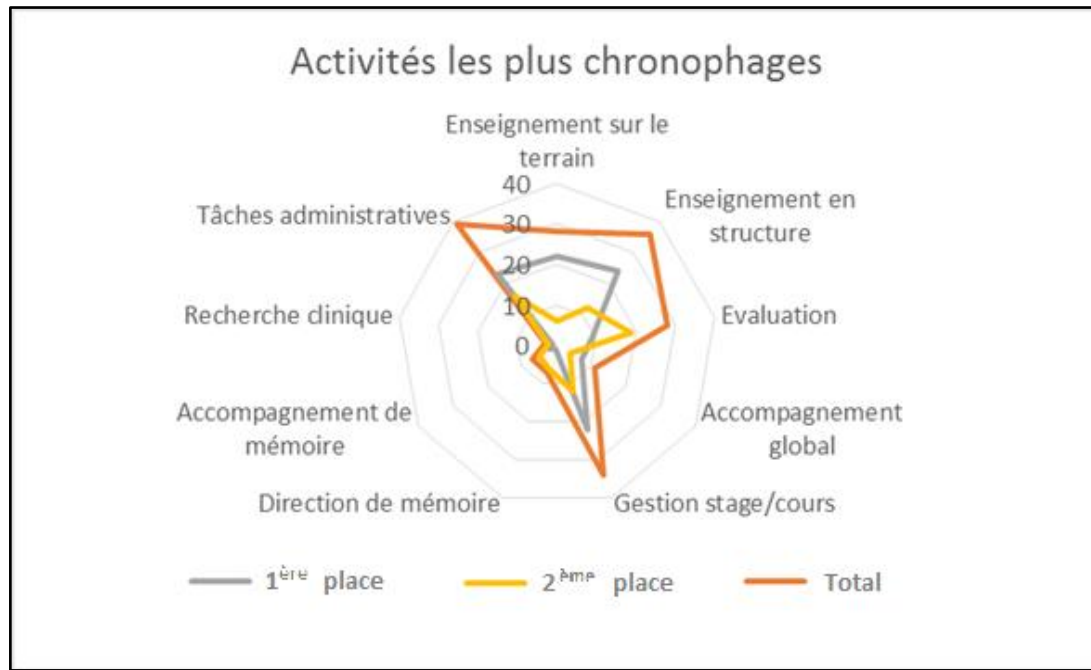 Activités les plus chronophages
Enseignement sur le
terrain
Enseignement en
structure
Evaluation
Accompagnement
global
Gestion stage/cours
Direction de mémoire
Accompagnement de
mémoire
Recherche clinique
Tâches administratives
40
30
20
10
0
1ère place
2ème place
Total